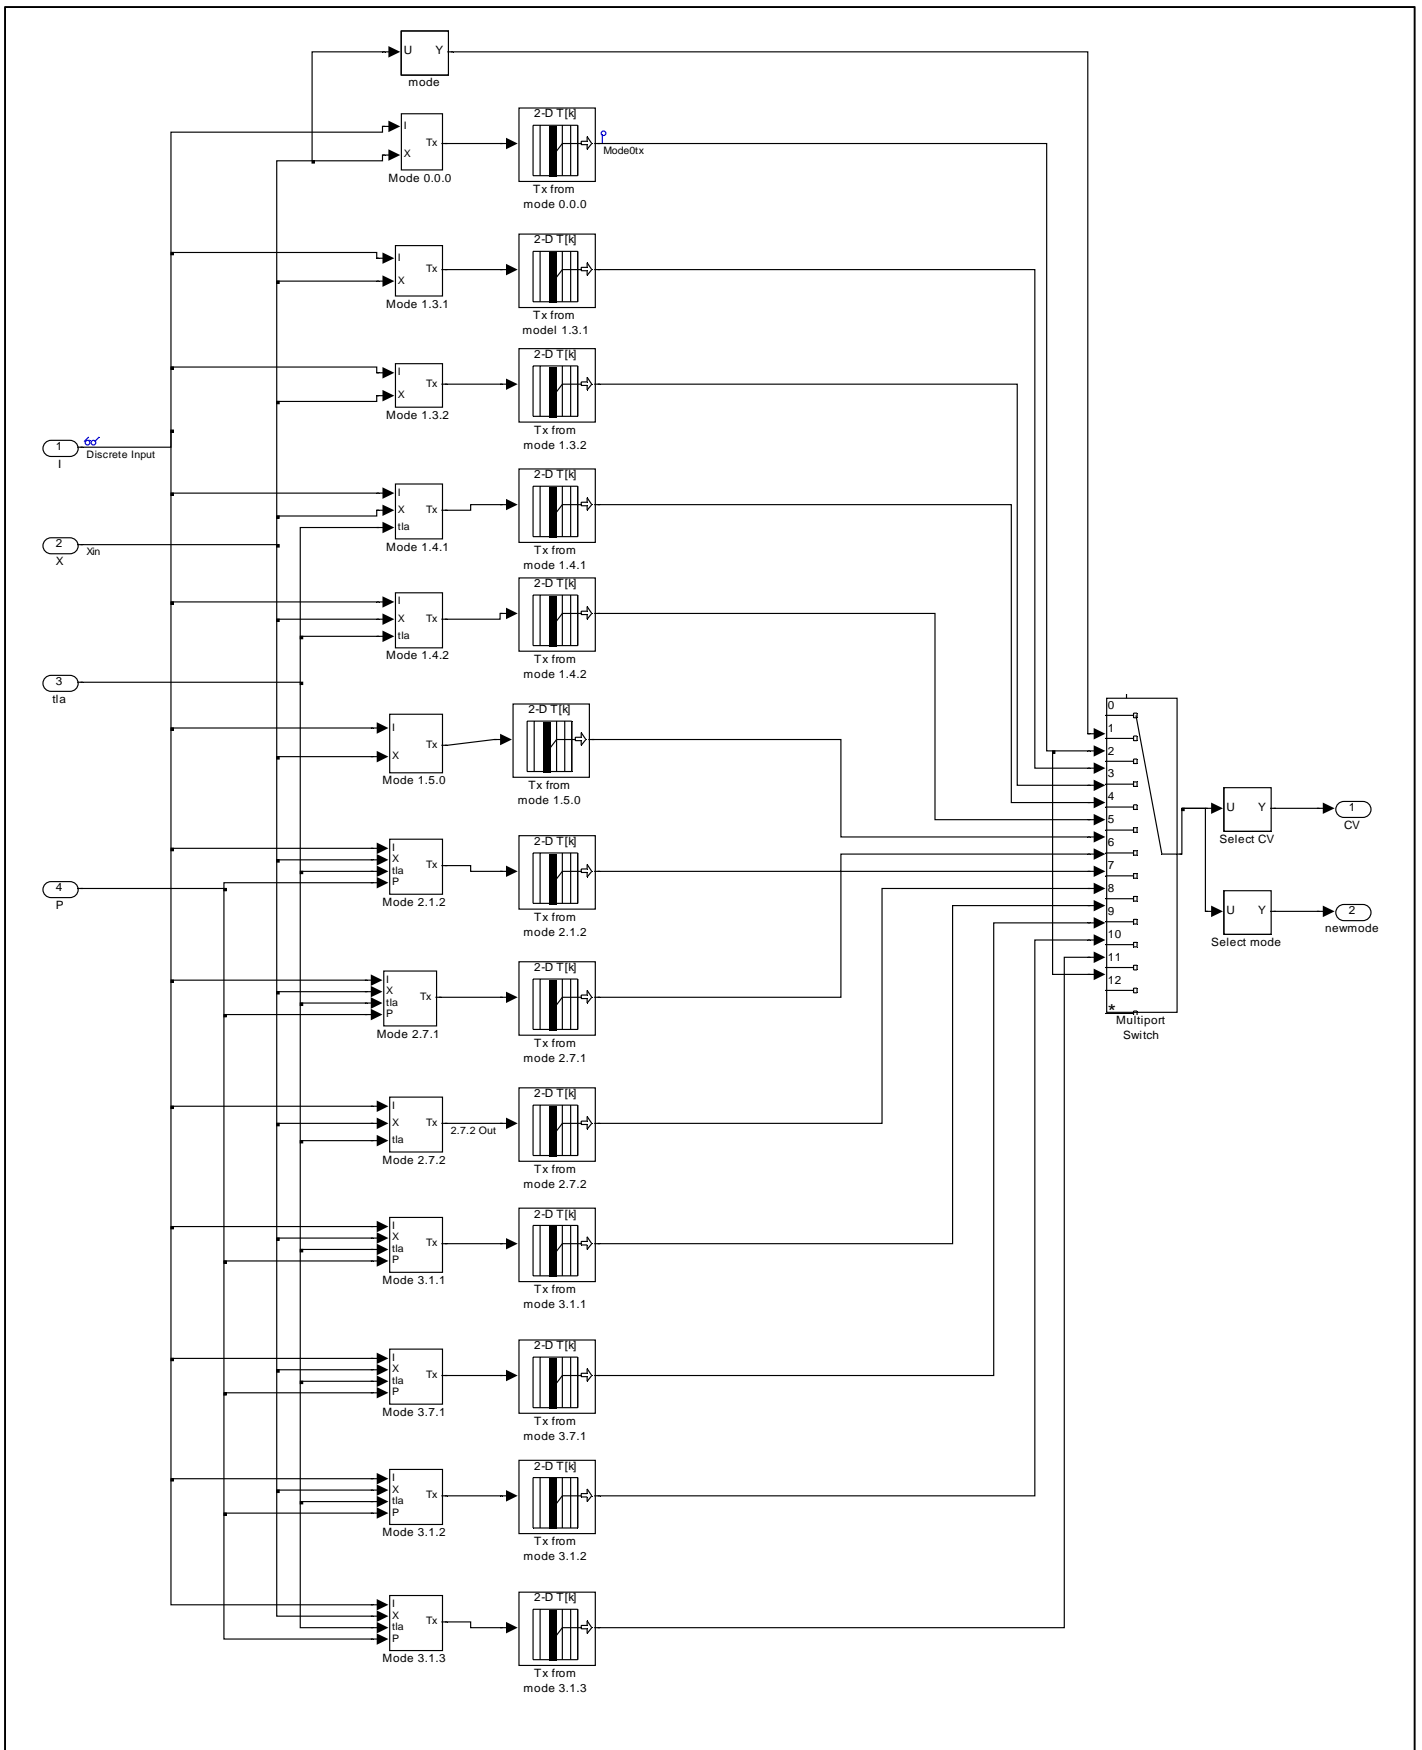 U Y
mode
2-D T[k]
I
Tx
X
Mode 0.0.0
Mode0tx
Tx from
mode 0.0.0
2-D T[k]
I
Tx
X
Mode 1.3.1
Tx from
model 1.3.1
2-D T[k]
I
Tx
X
Mode 1.3.2
Tx from
mode 1.3.2
1
I
Discrete Input
2-D T[k]
I
X Tx
tla
Mode 1.4.1
Tx from
mode 1.4.1
2
X
Xin
2-D T[k]
I
X Tx
tla
Mode 1.4.2
Tx from
mode 1.4.2
3
tla
2-D T[k]
I
Tx
X
Mode 1.5.0
Tx from
mode 1.5.0
2-D T[k]
I
X Tx
tla
P
Mode 2.1.2
Tx from
mode 2.1.2
4
P
0
1
2
3
4
5
6
7
8
9
10
11
12
*
Multiport
Switch
U Y
Select CV
1
CV
U Y
Select mode
2
newmode
2-D T[k]
I
X Tx
tla
P
Mode 2.7.1
Tx from
mode 2.7.1
2-D T[k]
I
X Tx
tla
Mode 2.7.2
2.7.2 Out
Tx from
mode 2.7.2
2-D T[k]
I
X Tx
tla
P
Mode 3.1.1
Tx from
mode 3.1.1
2-D T[k]
I
X Tx
tla
P
Mode 3.7.1
Tx from
mode 3.7.1
2-D T[k]
I
X Tx
tla
P
Mode 3.1.2
Tx from
mode 3.1.2
2-D T[k]
I
X Tx
tla
P
Mode 3.1.3
Tx from
mode 3.1.3